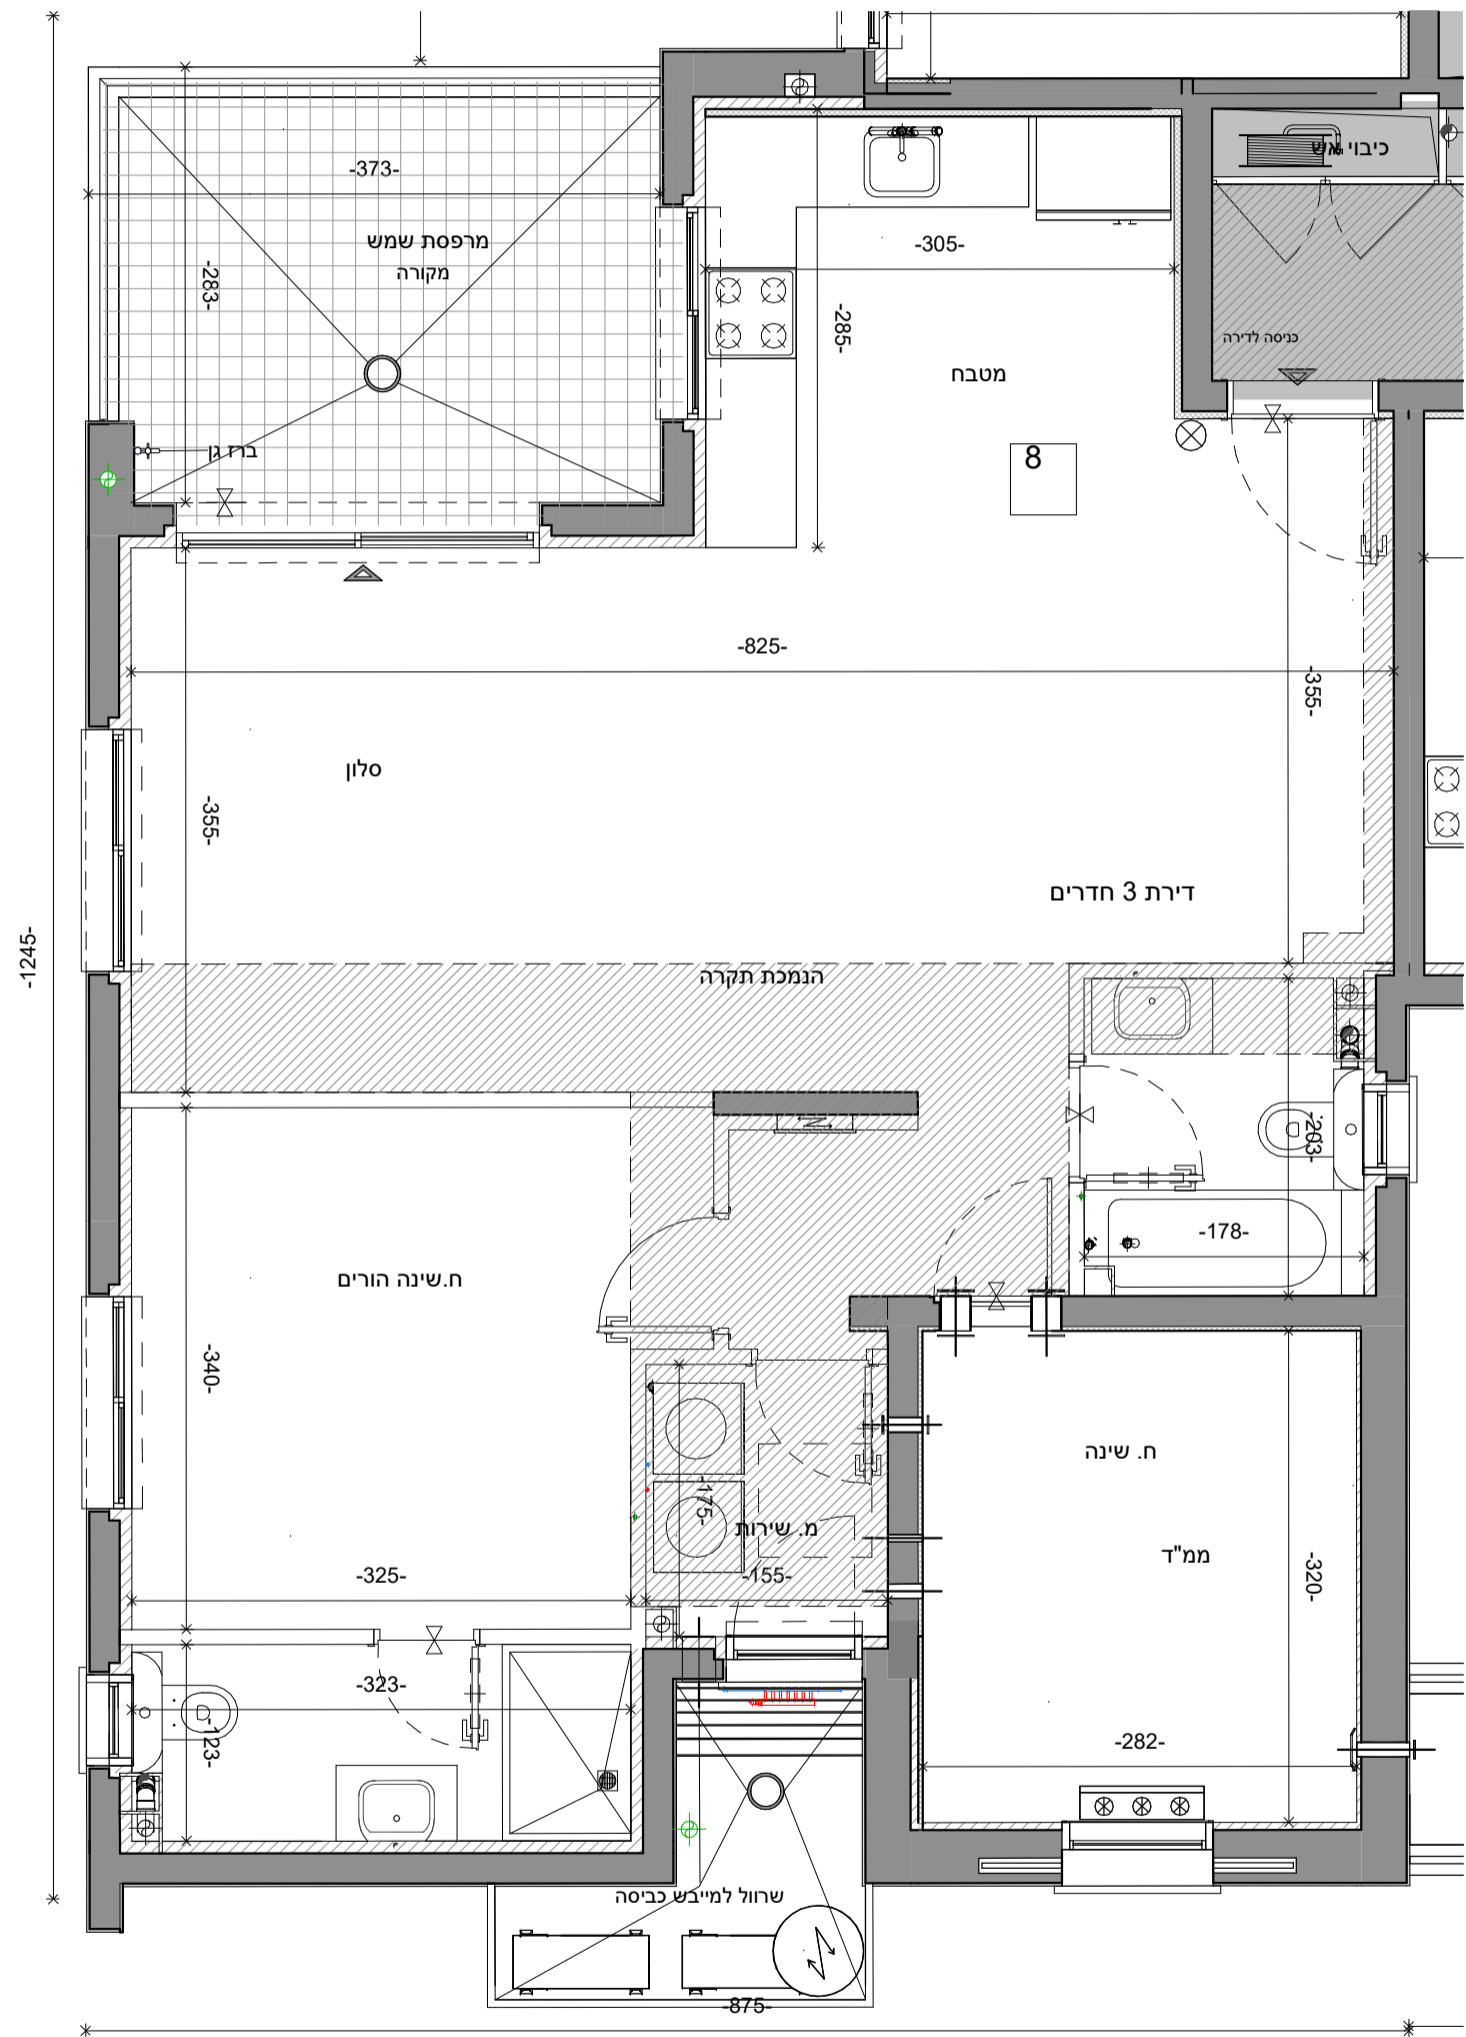 כיבוי אש
-373-
מרפסת שמש
מקורה
-283-
-305-
-285-
כניסה לדירה
מטבח
ברז גן
8
-825-
-355-
סלון
-355-
דירת 3 חדרים
-1245-
הנמכת תקרה
-203-
-178-
ח.שינה הורים
-340-
ח. שינה
-175-
מ. שירות
ממ"ד
-325-
-155-
-320-
-323-
-123-
-282-
שרוול למייבש כביסה
-875-